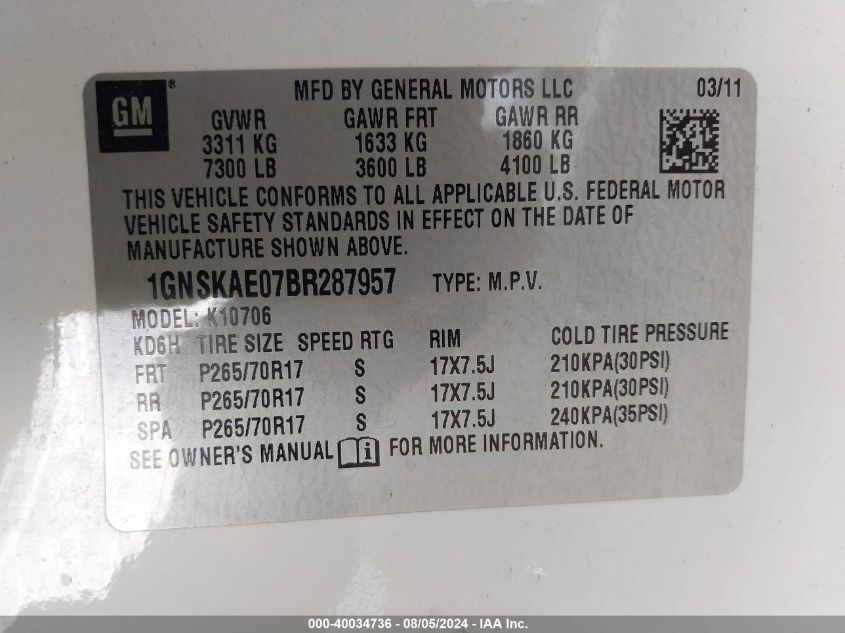 GM
®
MFD BY GENERAL MOTORS LLC 03/11
GVWR GAWR FRT GAWR RR
3311 KG 1633 KG 1860 KG
7300 LB 3600 LB 4100 LB
THIS VEHICLE CONFORMS TO ALL APPLICABLE U.S. FEDERAL MOTOR
VEHICLE SAFETY STANDARDS IN EFFECT ON THE DATE OF
MANUFACTURE SHOWN ABOVE.
1GNSKAE07BR287957 TYPE: M.P.V.
MODEL: K10706
KD6H TIRE SIZE SPEED RTG RIM COLD TIRE PRESSURE
FRT P265/70R17 S 17X7.5J 210KPA(30PSI)
RR P265/70R17 S 17X7.5J 210KPA(30PSI)
SPA P265/70R17 S 17X7.5J 240KPA(35PSI)
SEE OWNER'S MANUAL i FOR MORE INFORMATION.
000-40034736 - 08/05/2024 - IAA Inc.